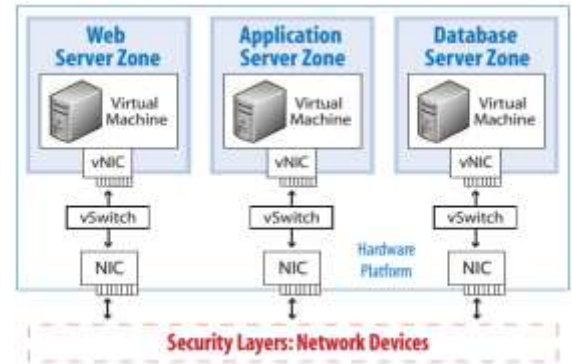 Web
Server Zone
Application
Server Zone
Database
Server Zone
Virtual
Machine
Virtual
Machine
Virtual
Machine
vNIC
vNIC
vNIC
vSwitch
vSwitch
vSwitch
NIC
NIC
Hardware
Platform
NIC
Security Layers: Network Devices